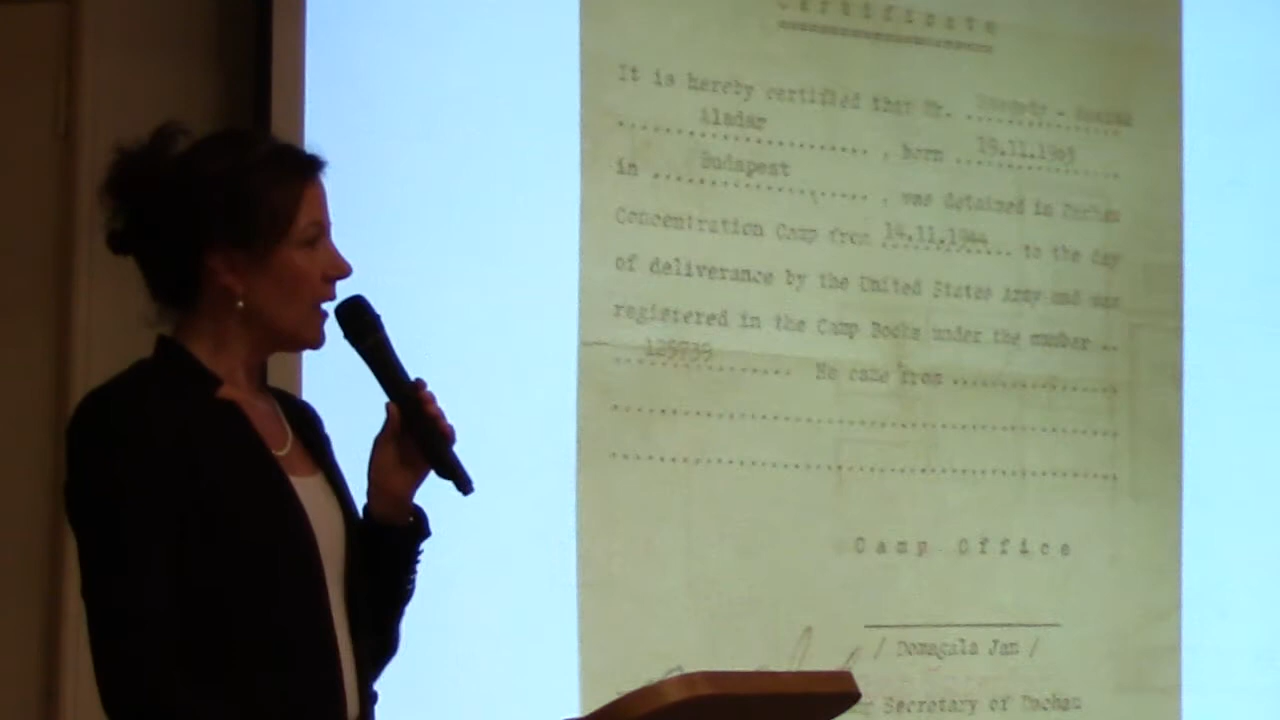 Certificate
It is hereby certified that Mr.
Aladar , born 19.11.1903
in Budapest , was detained in Dachau
Concentration Camp from 14.11.1944 to the day
of deliverance by the United States Army and was
registered in the Camp Books under the number
129739 He came from
Camp Office
/ Domagala Jan /
Secretary of Dachau